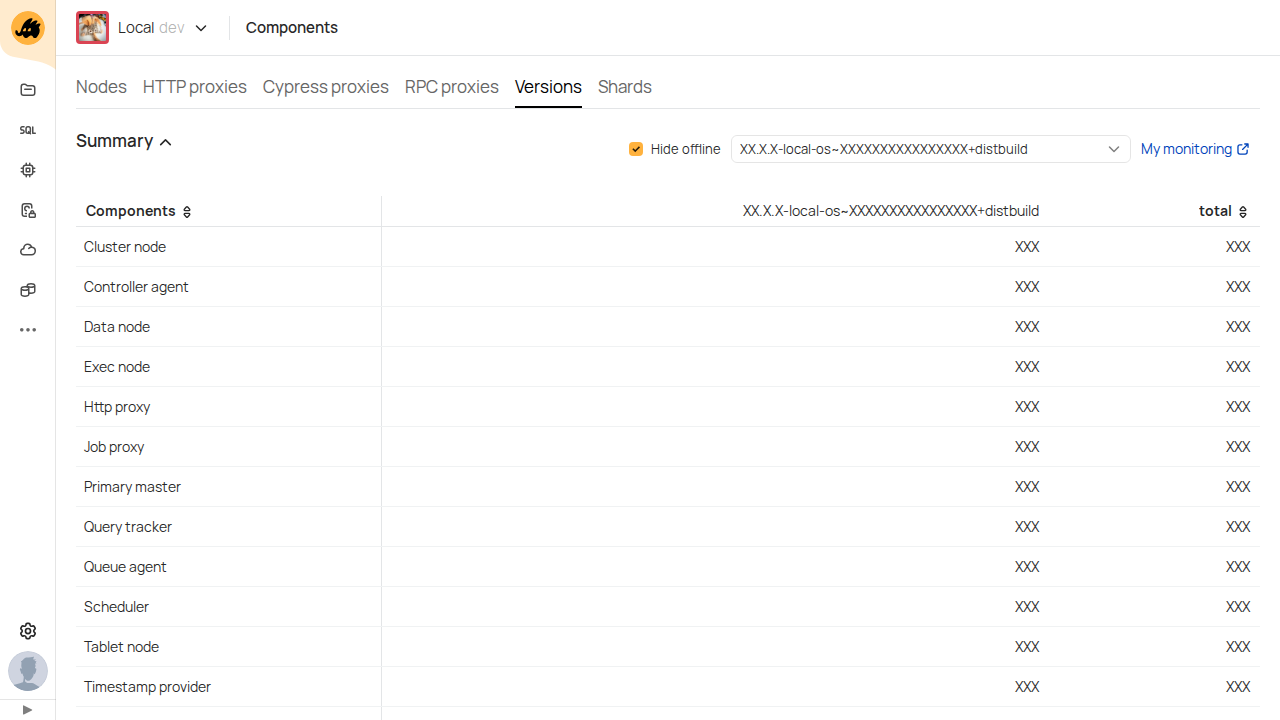 Local dev
Components
SQL
Nodes HTTP proxies Cypress proxies RPC proxies Versions Shards
Summary
Hide offline
XX.X.X-local-os~XXXXXXXXXXXXXXXX+distbuild
My monitoring
Components XX.X.X-local-os~XXXXXXXXXXXXXXXX+distbuild total
Cluster node XXX XXX
Controller agent XXX XXX
Data node XXX XXX
Exec node XXX XXX
Http proxy XXX XXX
Job proxy XXX XXX
Primary master XXX XXX
Query tracker XXX XXX
Queue agent XXX XXX
Scheduler XXX XXX
Tablet node XXX XXX
Timestamp provider XXX XXX